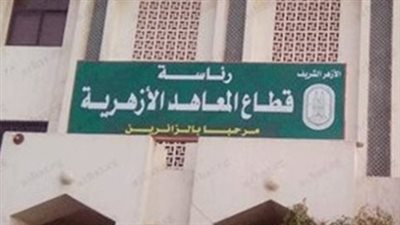 رئاسة
الأزهر الشريف
قطاع المعاهد الأزهرية
مرحبا بالزائرين